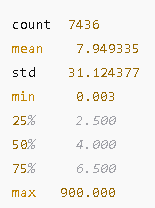 count 7436
mean 7.949335
std 31.124377
min 0.003
25% 2.500
50% 4.000
75% 6.500
max 900.000